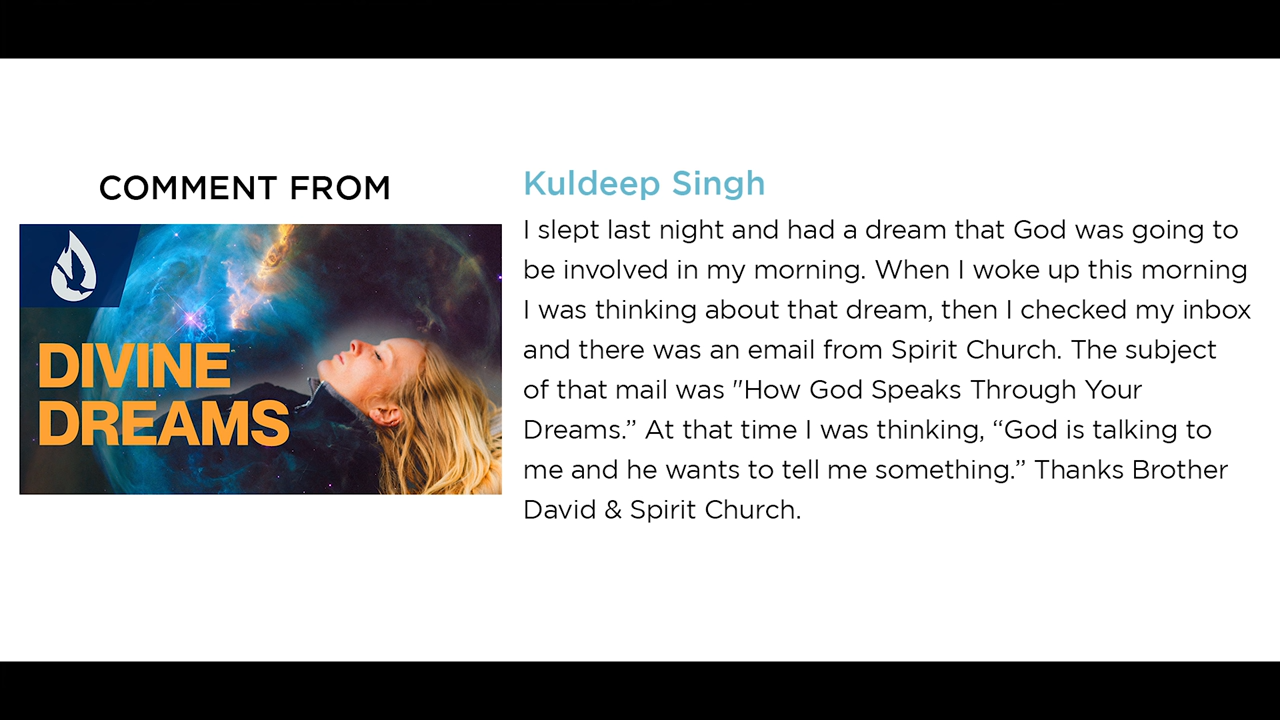 COMMENT FROM
DIVINE
DREAMS
Kuldeep Singh
I slept last night and had a dream that God was going to
be involved in my morning. When I woke up this morning
I was thinking about that dream, then I checked my inbox
and there was an email from Spirit Church. The subject
of that mail was "How God Speaks Through Your
Dreams.” At that time I was thinking, “God is talking to
me and he wants to tell me something.” Thanks Brother
David & Spirit Church.